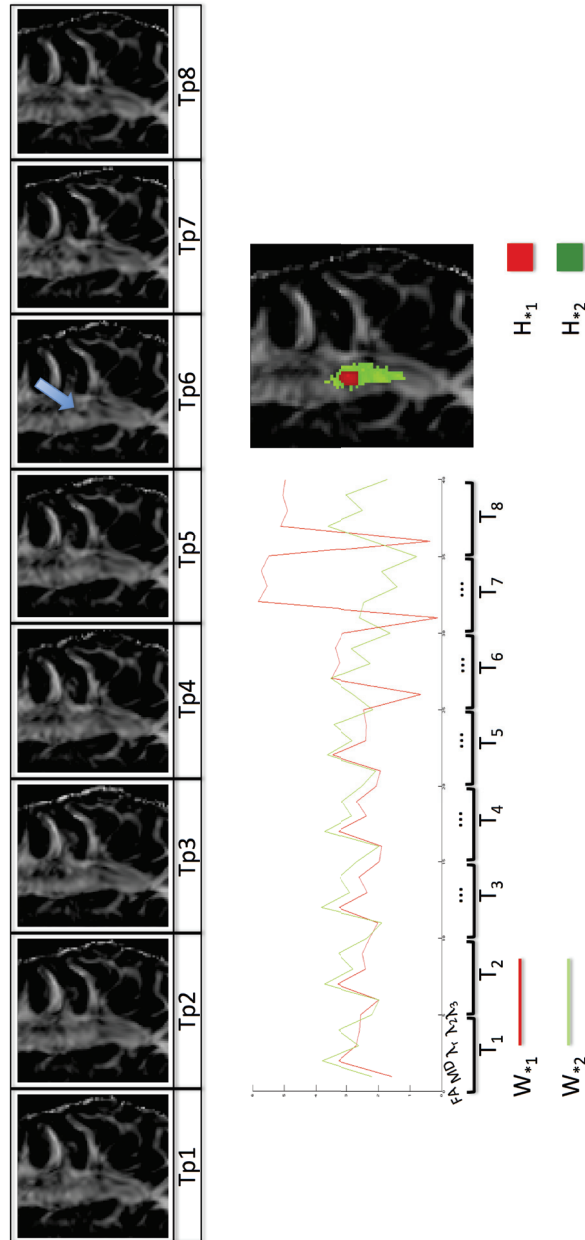 Tp1 Tp2 Tp3 Tp4 Tp5 Tp6 Tp7 Tp8
FA MD λ₁ λ₂ λ₃
... ... ... ... ...
T₁ T₂ T₃ T₄ T₅ T₆ T₇ T₈
W*₁
W*₂
H*₁
H*₂